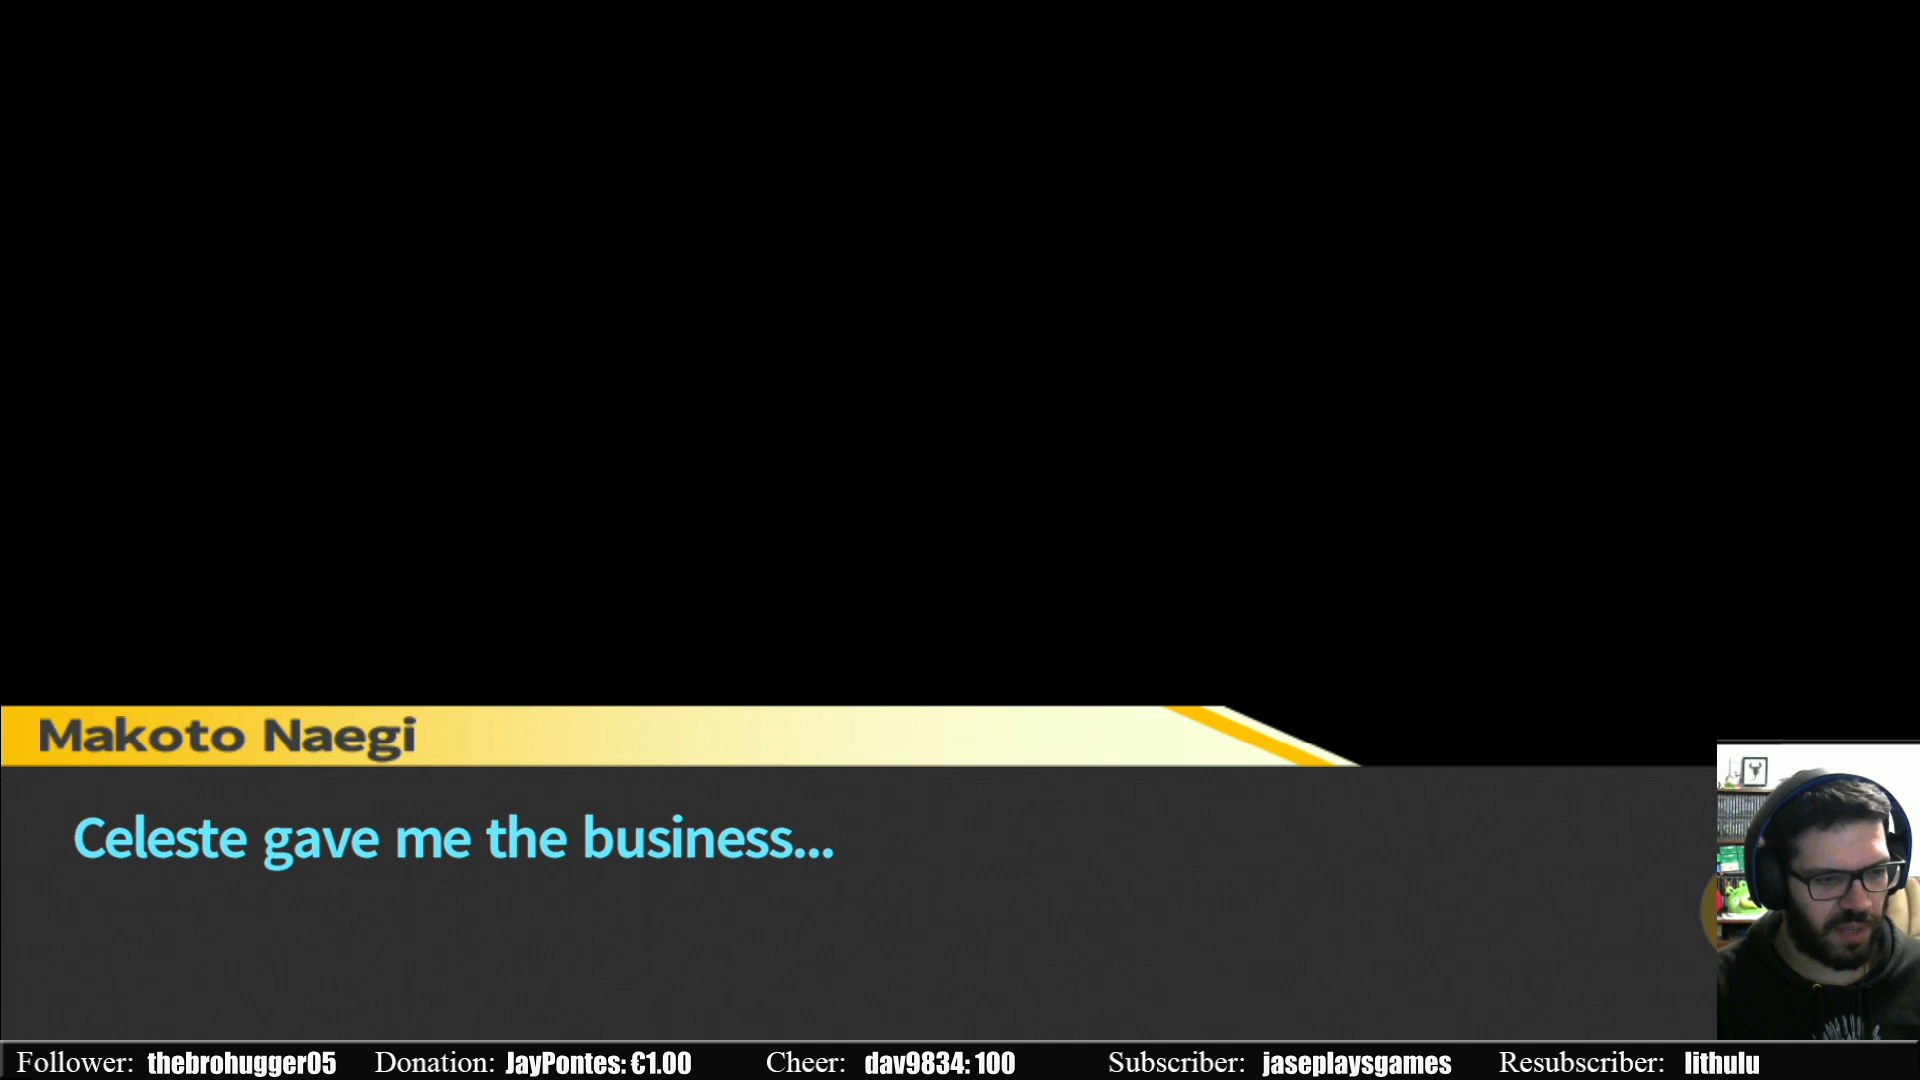 Makoto Naegi
Celeste gave me the business...
Follower: thebrohugger05 Donation: JayPontes: €1.00 Cheer: dav9834: 100 Subscriber: jaseplaysgames Resubscriber: lithulu